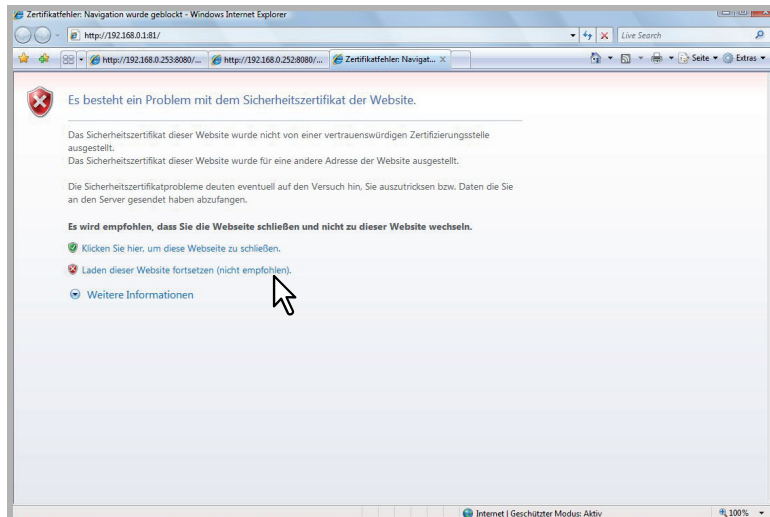 Zertifikatfehler: Navigation wurde geblockt - Windows Internet Explorer
http://192.168.0.1:81/
Live Search
http://192.168.0.253:8080/...
http://192.168.0.252:8080/...
Zertifikatfehler: Navigat...
Seite
Extras
Es besteht ein Problem mit dem Sicherheitszertifikat der Website.
Das Sicherheitszertifikat dieser Website wurde nicht von einer vertrauenswürdigen Zertifizierungsstelle
ausgestellt.
Das Sicherheitszertifikat dieser Website wurde für eine andere Adresse der Website ausgestellt.
Die Sicherheitszertifikatprobleme deuten eventuell auf den Versuch hin, Sie auszutricksen bzw. Daten die Sie
an den Server gesendet haben abzufangen.
Es wird empfohlen, dass Sie die Webseite schließen und nicht zu dieser Website wechseln.
Klicken Sie hier, um diese Webseite zu schließen.
Laden dieser Website fortsetzen (nicht empfohlen).
Weitere Informationen
Internet | Geschützter Modus: Aktiv
100%